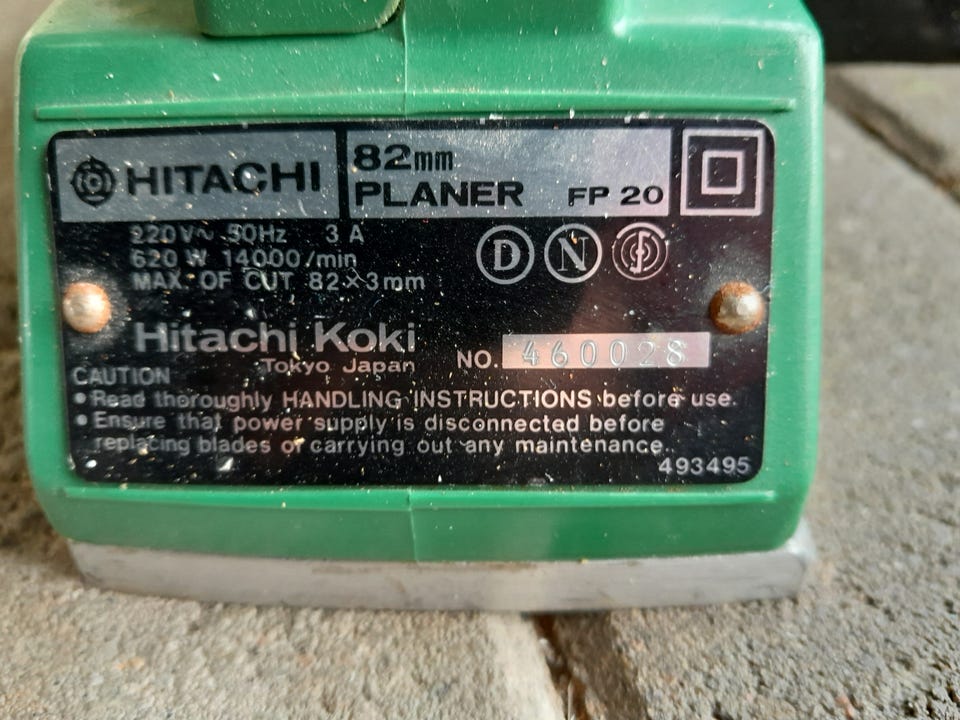 HITACHI
82mm
PLANER FP 20
220V~ 50Hz 3 A
620 W 14000/min
MAX. OF CUT 82×3mm
D N
Hitachi Koki
Tokyo Japan
NO. 460028
CAUTION
• Read thoroughly HANDLING INSTRUCTIONS before use.
• Ensure that power supply is disconnected before
replacing blades or carrying out any maintenance.
493495